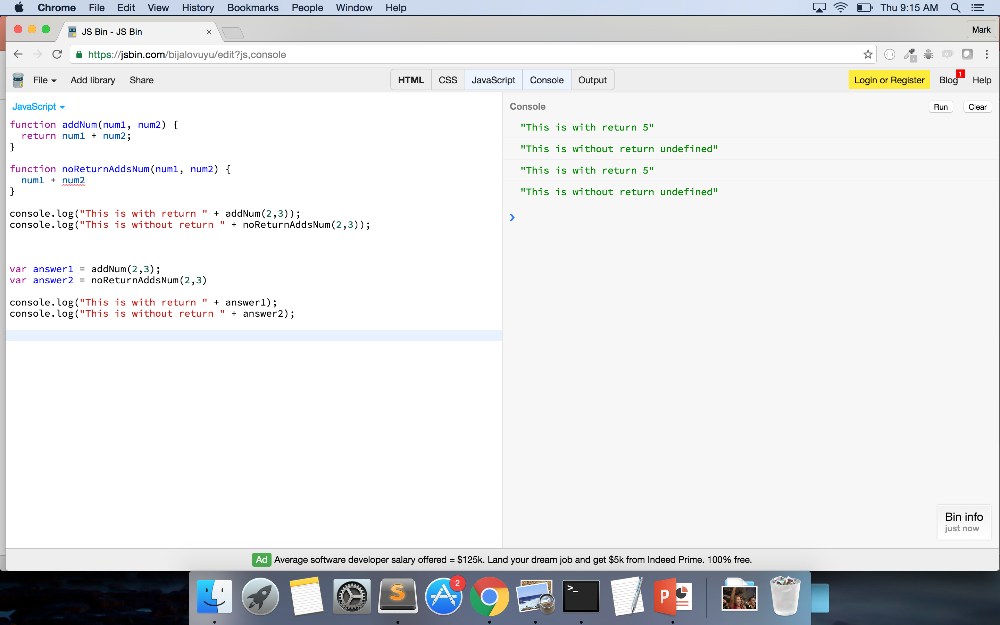 Chrome File Edit View History Bookmarks People Window Help Thu 9:15 AM
JS Bin - JS Bin
Mark
https://jsbin.com/bijalovuyu/edit?js,console
File Add library Share HTML CSS JavaScript Console Output Login or Register Blog 1 Help
JavaScript
function addNum(num1, num2) {
  return num1 + num2;
}
function noReturnAddsNum(num1, num2) {
  num1 + num2
}
console.log("This is with return " + addNum(2,3));
console.log("This is without return " + noReturnAddsNum(2,3));
var answer1 = addNum(2,3);
var answer2 = noReturnAddsNum(2,3)
console.log("This is with return " + answer1);
console.log("This is without return " + answer2);
Console Run Clear
"This is with return 5"
"This is without return undefined"
"This is with return 5"
"This is without return undefined"
Bin info
just now
Ad Average software developer salary offered = $125k. Land your dream job and get $5k from Indeed Prime. 100% free.
S
2
>_
P